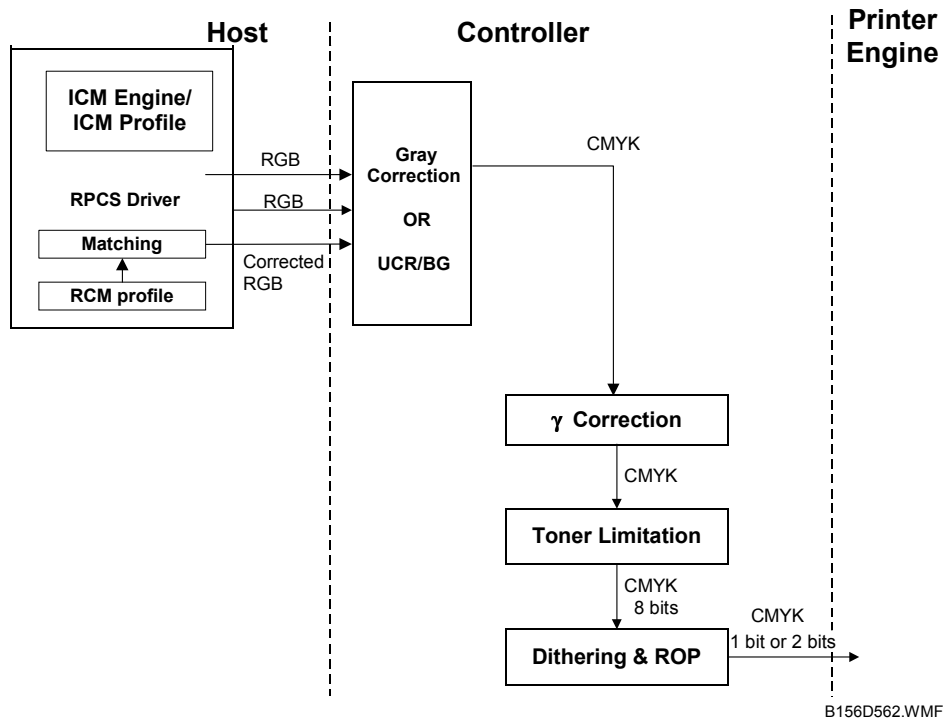 Host
Controller
Printer
Engine
ICM Engine/
ICM Profile
RPCS Driver
Matching
RCM profile
RGB
RGB
Corrected
RGB
Gray
Correction
OR
UCR/BG
CMYK
γ Correction
CMYK
Toner Limitation
CMYK
8 bits
Dithering & ROP
CMYK
1 bit or 2 bits
B156D562.WMF